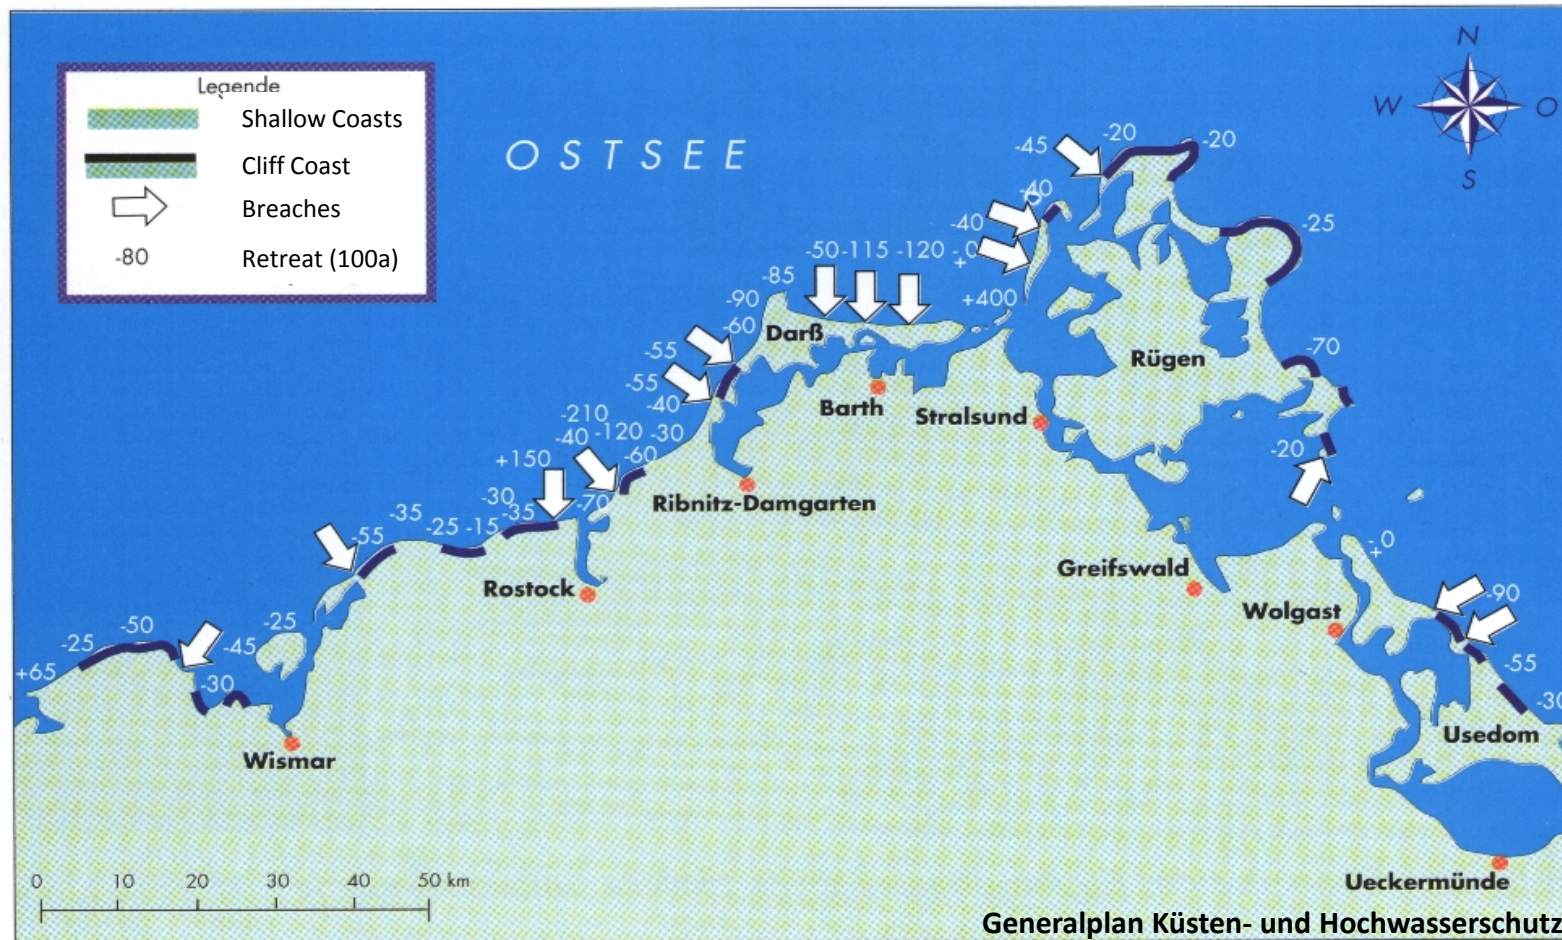 Legende
Shallow Coasts
Cliff Coast
Breaches
-80 Retreat (100a)
OSTSEE
N
W O
S
-45 -20 -20
-40
-40
-25
-50 -115 -120
+0
-85
-90
+400
-60
Darß
-55
Rügen
-70
-55
-40
Barth
Stralsund
-210
-40 -120 -30
+150
-60
-20
-30
-70
Ribnitz-Damgarten
-35
-35
-55
-25 -15
+0
Rostock
Greifswald
-90
Wolgast
-25
-50
-25
-45
-55
+65
-30
-30
Usedom
Wismar
0 10 20 30 40 50 km
Ueckermünde
Generalplan Küsten- und Hochwasserschutz